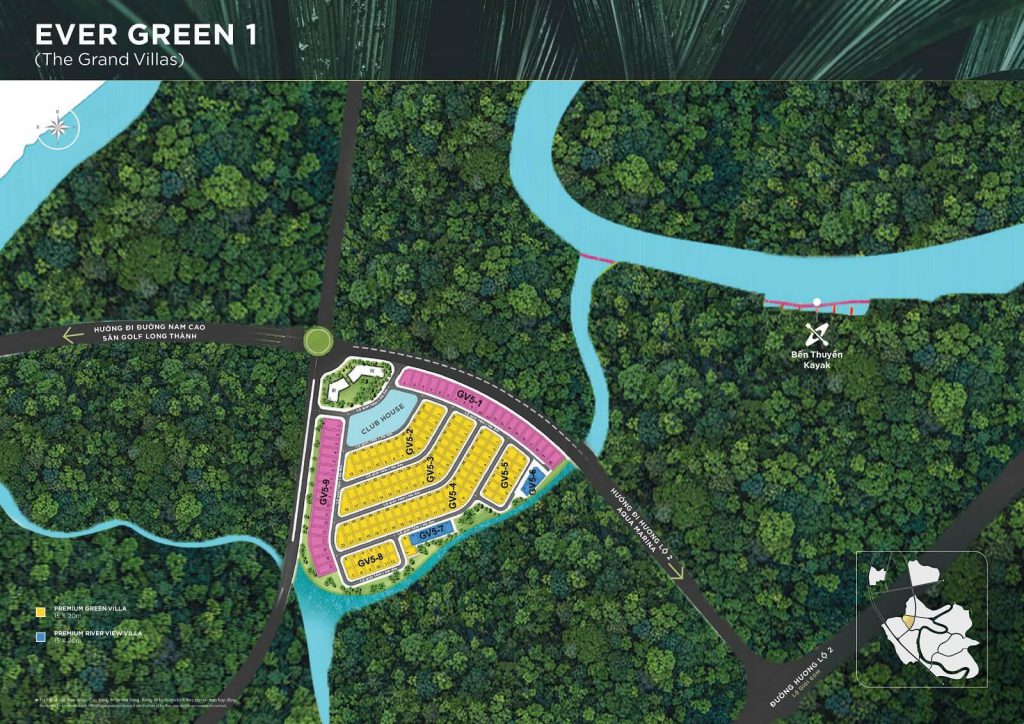 EVER GREEN 1
(The Grand Villas)
HƯỚNG ĐI ĐƯỜNG NAM CAO
SÂN GOLF LONG THÀNH
Bến Thuyền
Kayak
GV5-1
CLUB HOUSE
GV5-2
GV5-3
GV5-4
GV5-5
GV5-6
GV5-7
GV5-8
GV5-9
HƯỚNG ĐI HƯƠNG LỘ 2
AQUA MARINA
ĐƯỜNG HƯƠNG LỘ 2
PREMIUM GREEN VILLA
15 X 20m
PREMIUM RIVER VIEW VILLA
15 X 20m